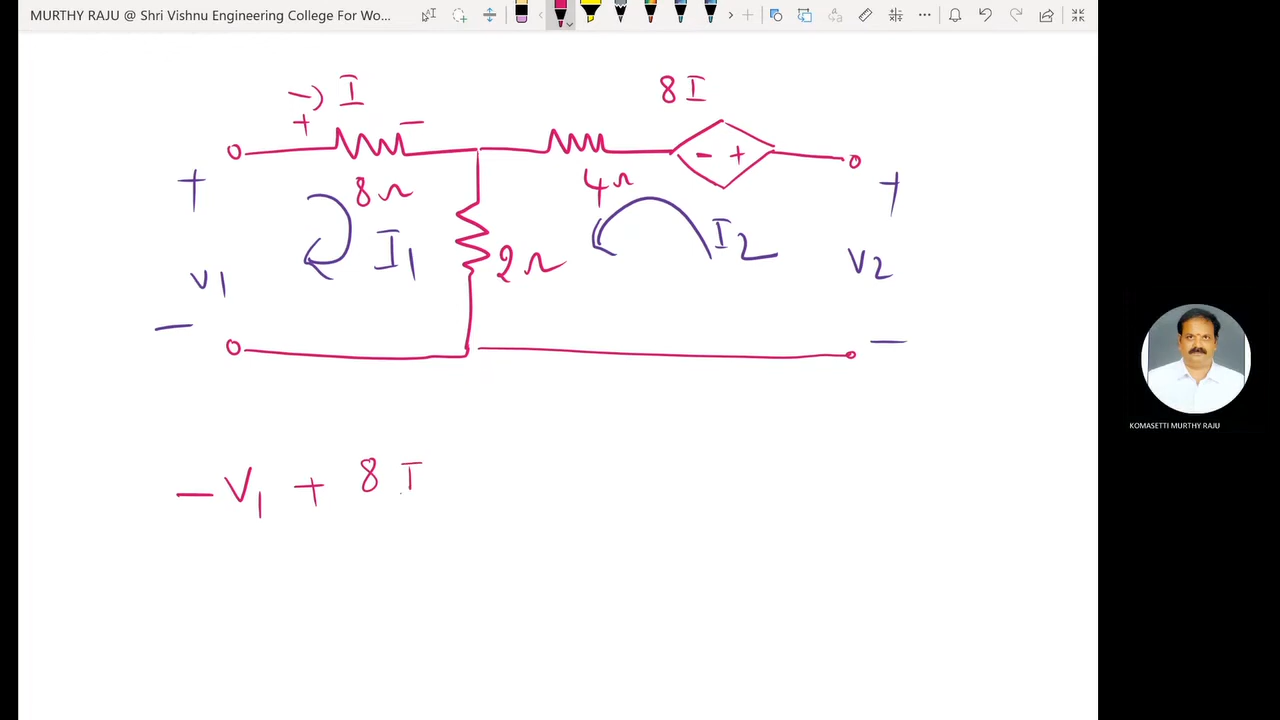 MURTHY RAJU @ Shri Vishnu Engineering College For Wo...
→ I
8 I
+ −
− +
8Ω
4Ω
+
+
I1
2Ω
I2
V1
V2
−
−
− V1 + 8 I
KOMASETTI MURTHY RAJU